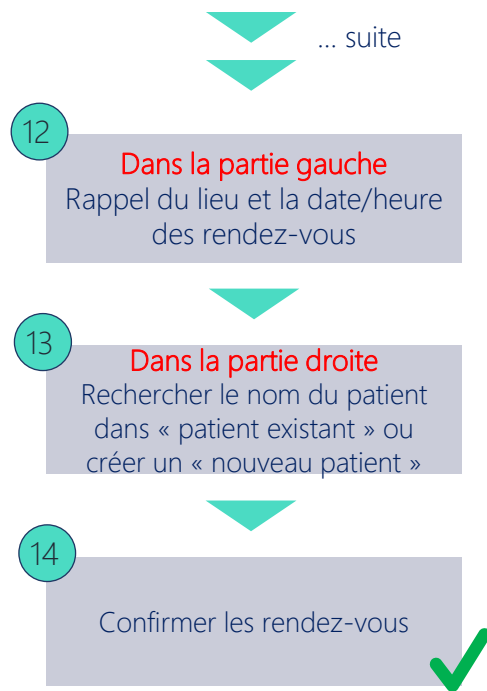 ... suite
12
Dans la partie gauche
Rappel du lieu et la date/heure
des rendez-vous
13
Dans la partie droite
Rechercher le nom du patient
dans « patient existant » ou
créer un « nouveau patient »
14
Confirmer les rendez-vous